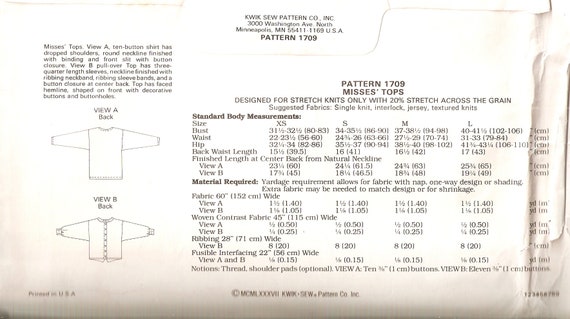 KWIK SEW PATTERN CO., INC.
3000 Washington Ave. North
Minneapolis, MN 55411-1169 U.S.A.
PATTERN 1709
Misses' Tops. View A, ten-button shirt has
dropped shoulders, round neckline finished
with binding and front slit with button
closure. View B pull-over Top has three-
quarter length sleeves, neckline finished with
ribbing neckband, ribbing sleeve bands, and a
button closure at center back. Top has faced
hemline, shaped on front with decorative
buttons and buttonholes.
VIEW A
Back
VIEW B
Back
PATTERN 1709
MISSES' TOPS
DESIGNED FOR STRETCH KNITS ONLY WITH 20% STRETCH ACROSS THE GRAIN
Suggested Fabrics: Single knit, interlock, jersey, textured knits
Standard Body Measurements:
Size XS S M L
Bust 31½-32½ (80-83) 34-35½ (86-90) 37-38½ (94-98) 40-41½ (102-106) " (cm)
Waist 22-23½ (56-60) 24¾-26 (63-66) 27½-29 (70-74) 31-33 (79-84) " (cm)
Hip 32½-34 (82-86) 35½-37 (90-94) 38½-40 (98-102) 41¾-43¼ (106-110) " (cm)
Back Waist Length 15½ (39.5) 16 (41) 16½ (42) 17 (43) " (cm)
Finished Length at Center Back from Natural Neckline
View A 23¾ (60) 24¼ (61.5) 24¾ (63) 25¾ (65) " (cm)
View B 17¾ (45) 18¼ (46.5) 18¾ (48) 19¼ (49) " (cm)
Material Required: Yardage requirement allows for fabric with nap, one-way design or shading.
Extra fabric may be needed to match design or for shrinkage.
Fabric 60" (152 cm) Wide
View A 1½ (1.40) 1½ (1.40) 1½ (1.40) 1½ (1.40) yd (m
View B 1⅛ (1.05) 1⅛ (1.05) 1⅛ (1.05) 1⅛ (1.05) yd (m
Woven Contrast Fabric 45" (115 cm) Wide
View A ½ (0.50) ½ (0.50) ½ (0.50) ½ (0.50) yd (m
View B ¼ (0.25) ¼ (0.25) ¼ (0.25) ¼ (0.25) yd (m
Ribbing 28" (71 cm) Wide
View B 8 (20) 8 (20) 8 (20) 8 (20) " (cm)
Fusible Interfacing 22" (56 cm) Wide
View A and B ⅛ (0.15) ⅛ (0.15) ⅛ (0.15) ⅛ (0.15) yd (m)
Notions: Thread, shoulder pads (optional). VIEW A: Ten ⅜" (1 cm) buttons. VIEW B: Eleven ⅜" (1 cm) buttons.
Printed in U.S.A
©MCMLXXXVII KWIK•SEW® Pattern Co. Inc.